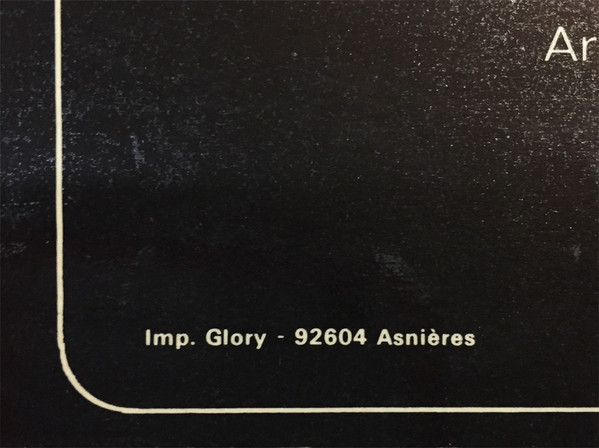 Ar
Imp. Glory - 92604 Asnières